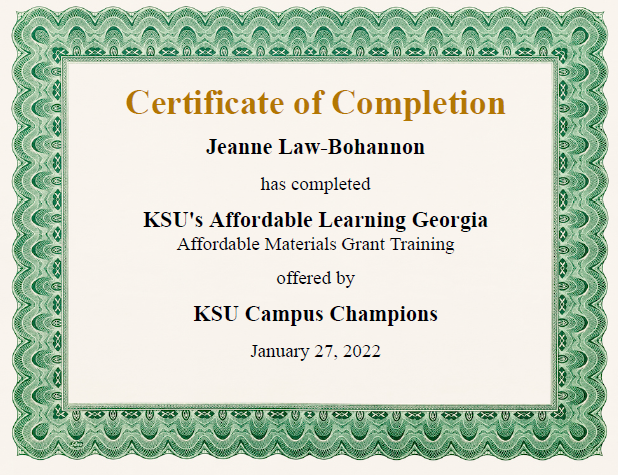 Certificate of Completion
Jeanne Law-Bohannon
has completed
KSU's Affordable Learning Georgia
Affordable Materials Grant Training
offered by
KSU Campus Champions
January 27, 2022